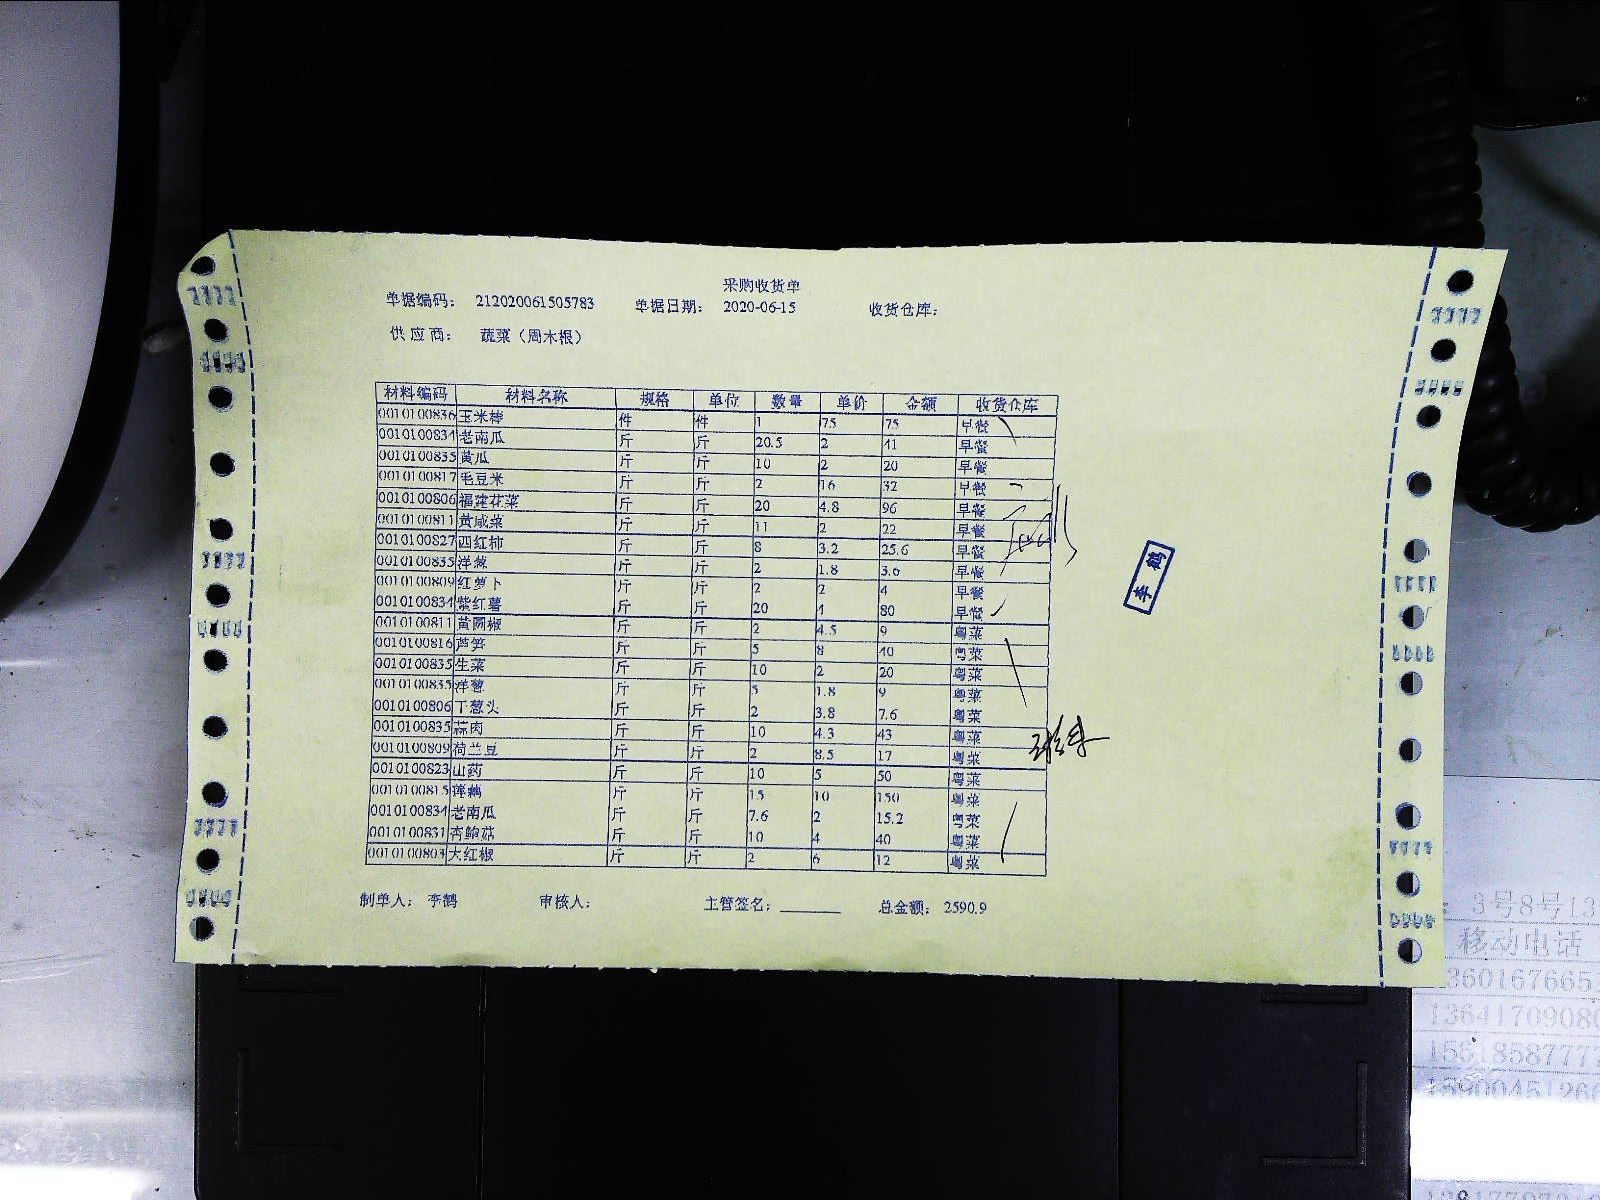 采购收货单
单据编码： 212020061505783 单据日期： 2020-06-15 收货仓库：
供 应 商： 蔬菜（周木根）
材料编码 材料名称 规格 单位 数量 单价 金额 收货仓库
0010100836 玉米棒 件 件 1 75 75 早餐
0010100834 老南瓜 斤 斤 20.5 2 41 早餐
0010100835 黄瓜 斤 斤 10 2 20 早餐
0010100817 毛豆米 斤 斤 2 16 32 早餐
0010100806 福建花菜 斤 斤 20 4.8 96 早餐
0010100811 黄咸菜 斤 斤 11 2 22 早餐
0010100827 西红柿 斤 斤 8 3.2 25.6 早餐
0010100835 洋葱 斤 斤 2 1.8 3.6 早餐
0010100809 红萝卜 斤 斤 2 2 4 早餐
0010100834 紫红薯 斤 斤 20 4 80 早餐
0010100811 黄圆椒 斤 斤 2 4.5 9 粤菜
0010100816 芦笋 斤 斤 5 8 40 粤菜
0010100835 生菜 斤 斤 10 2 20 粤菜
0010100835 洋葱 斤 斤 5 1.8 9 粤菜
0010100806 干葱头 斤 斤 2 3.8 7.6 粤菜
0010100835 蒜肉 斤 斤 10 4.3 43 粤菜
0010100809 荷兰豆 斤 斤 2 8.5 17 粤菜
0010100823 山药 斤 斤 10 5 50 粤菜
0010100815 莲藕 斤 斤 15 10 150 粤菜
0010100834 老南瓜 斤 斤 7.6 2 15.2 粤菜
0010100831 杏鲍菇 斤 斤 10 4 40 粤菜
0010100804 大红椒 斤 斤 2 6 12 粤菜
李鹤
制单人： 李鹤 审核人： 主管签名：______ 总金额： 2590.9
3号8号13
移动电话
1364170908
1561858777